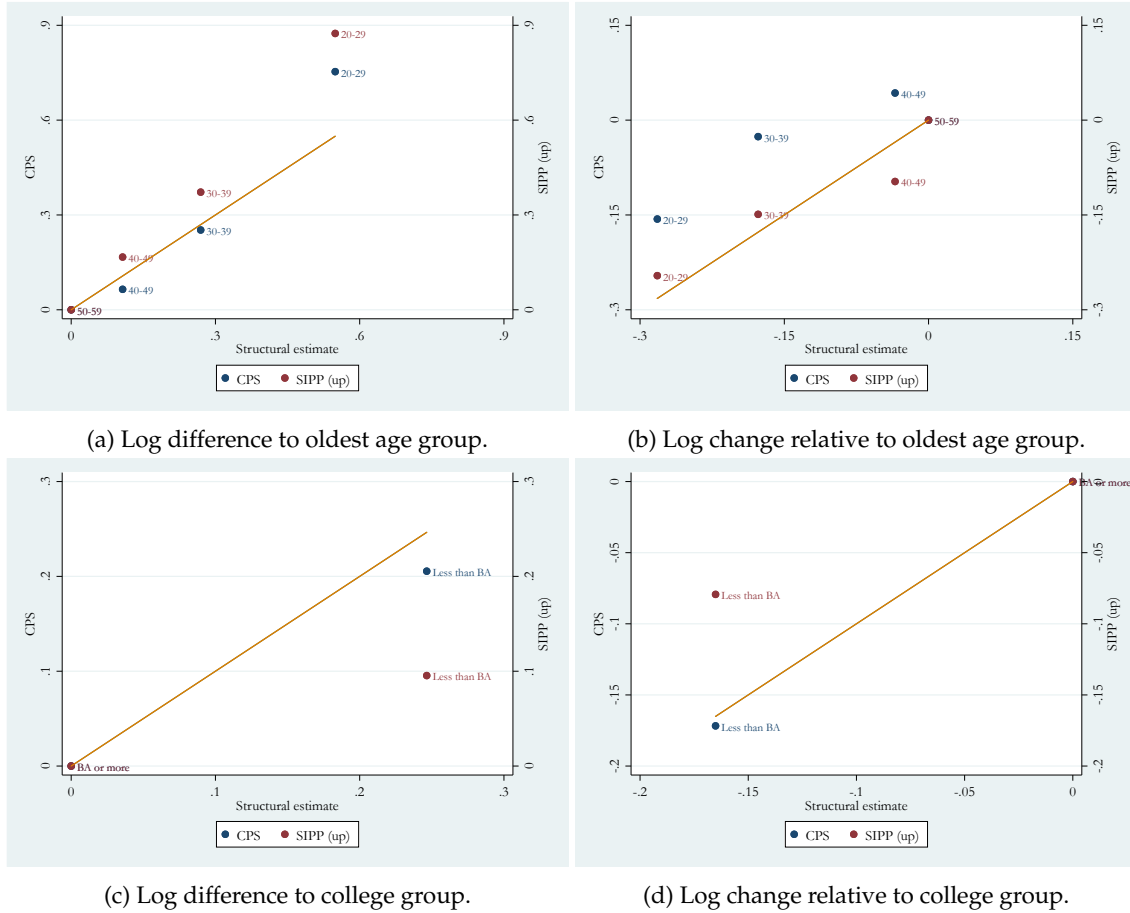 .9
.6
.3
0
CPS
.9
.6
.3
0
SIPP (up)
20-29
20-29
30-39
30-39
40-49
40-49
50-59
0
.3
.6
.9
Structural estimate
CPS
SIPP (up)
(a) Log difference to oldest age group.
.15
0
-.15
-.3
CPS
.15
0
-.15
-.3
SIPP (up)
40-49
50-59
30-39
40-49
20-29
30-39
20-29
-.3
-.15
0
.15
Structural estimate
CPS
SIPP (up)
(b) Log change relative to oldest age group.
.3
.2
.1
0
CPS
.3
.2
.1
0
SIPP (up)
Less than BA
Less than BA
BA or more
0
.1
.2
.3
Structural estimate
CPS
SIPP (up)
(c) Log difference to college group.
0
-.05
-.1
-.15
-.2
CPS
0
-.05
-.1
-.15
-.2
SIPP (up)
BA or more
Less than BA
Less than BA
-.2
-.15
-.1
-.05
0
Structural estimate
CPS
SIPP (up)
(d) Log change relative to college group.